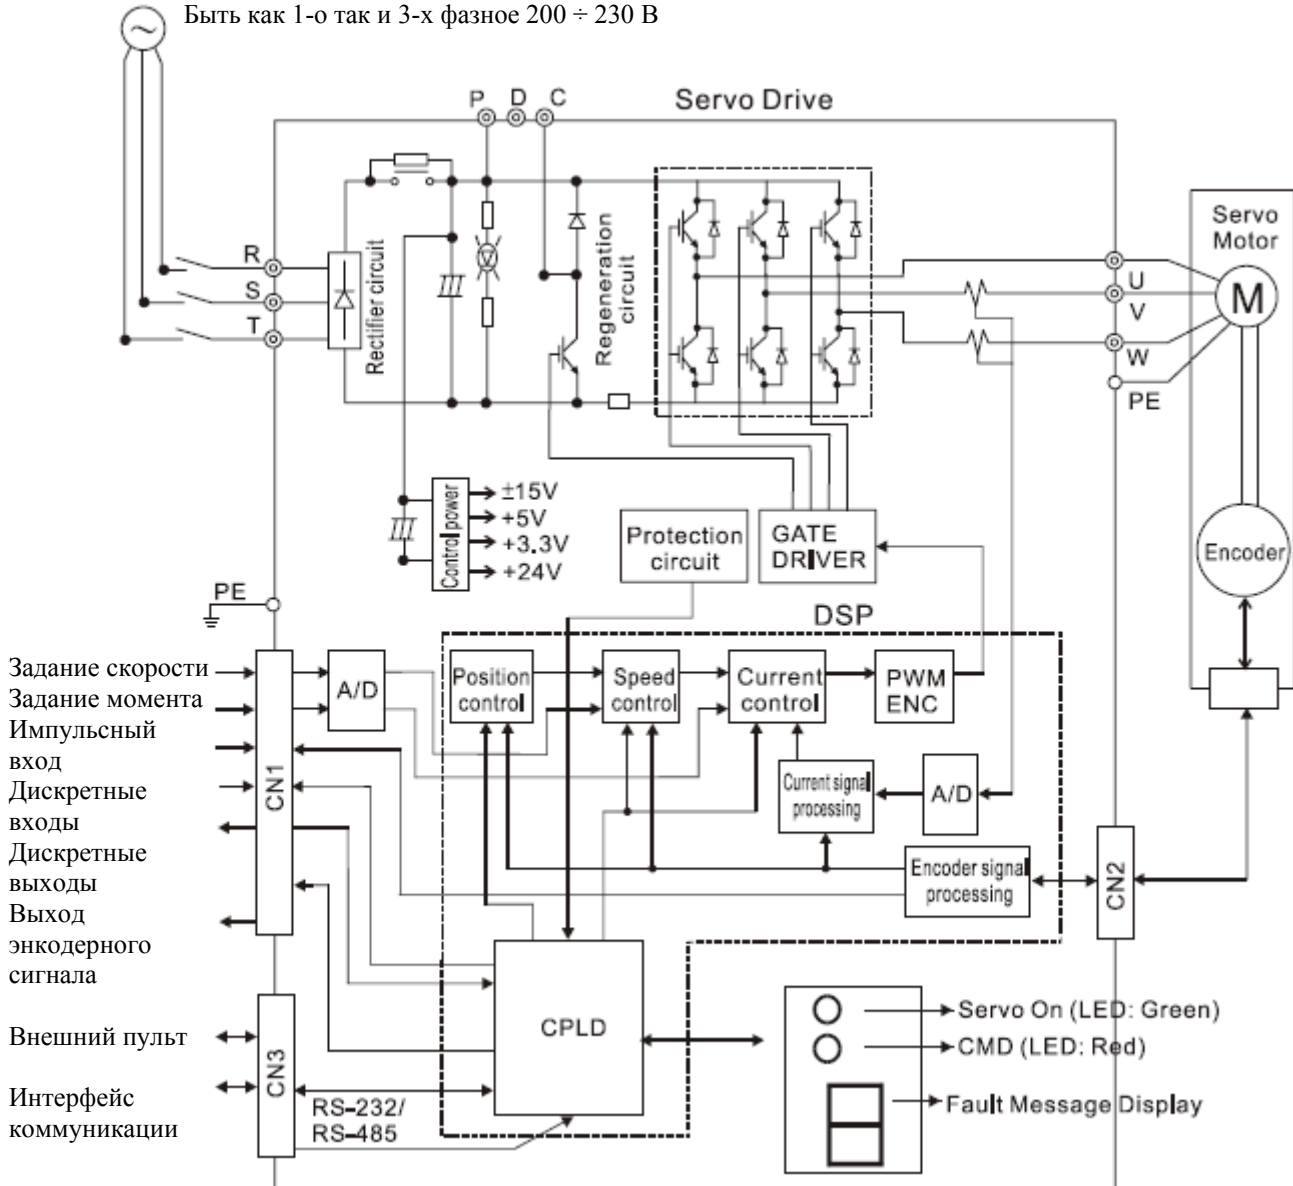 Быть как 1-о так и 3-х фазное 200 ÷ 230 В
P
D
C
Servo Drive
R
S
T
Rectifier circuit
Regeneration
circuit
U
V
W
PE
Servo
Motor
M
Encoder
Control power
±15V
+5V
+3.3V
+24V
Protection
circuit
GATE
DRIVER
PE
DSP
Задание скорости
Задание момента
Импульсный
вход
Дискретные
входы
Дискретные
выходы
Выход
энкодерного
сигнала
Внешний пульт
Интерфейс
коммуникации
CN1
A/D
Position
control
Speed
control
Current
control
PWM
ENC
Current signal
processing
A/D
Encoder signal
processing
CN2
CPLD
CN3
RS-232/
RS-485
Servo On (LED: Green)
CMD (LED: Red)
Fault Message Display